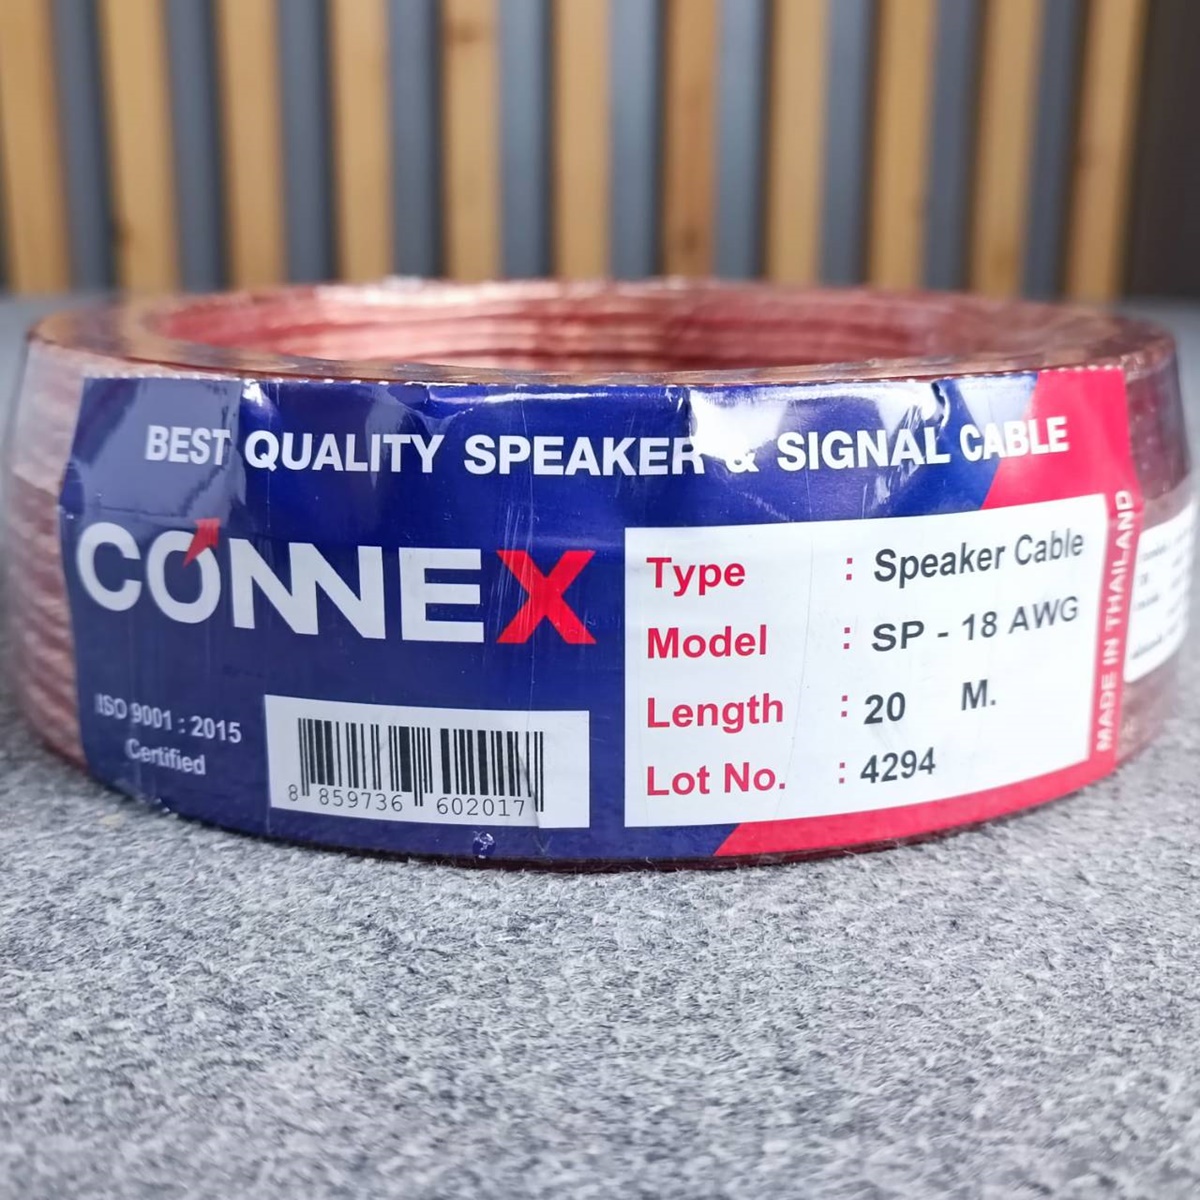 BEST QUALITY SPEAKER & SIGNAL CABLE
CONNEX
ISO 9001 : 2015
Certified
8 859736 602017
Type : Speaker Cable
Model : SP - 18 AWG
Length : 20 M.
Lot No. : 4294
MADE IN THAILAND